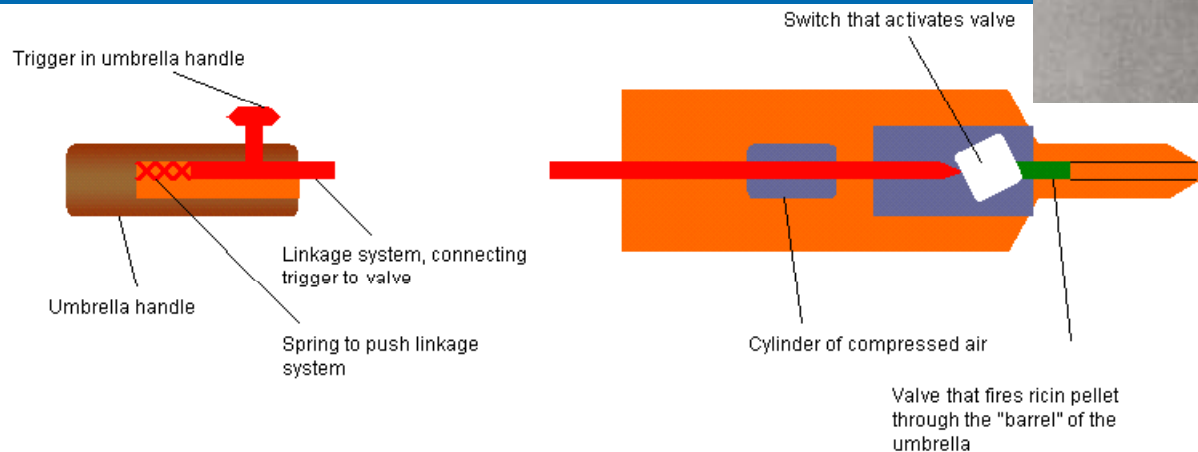 Switch that activates valve
Trigger in umbrella handle
Linkage system, connecting
trigger to valve
Umbrella handle
Spring to push linkage
system
Cylinder of compressed air
Valve that fires ricin pellet
through the "barrel" of the
umbrella